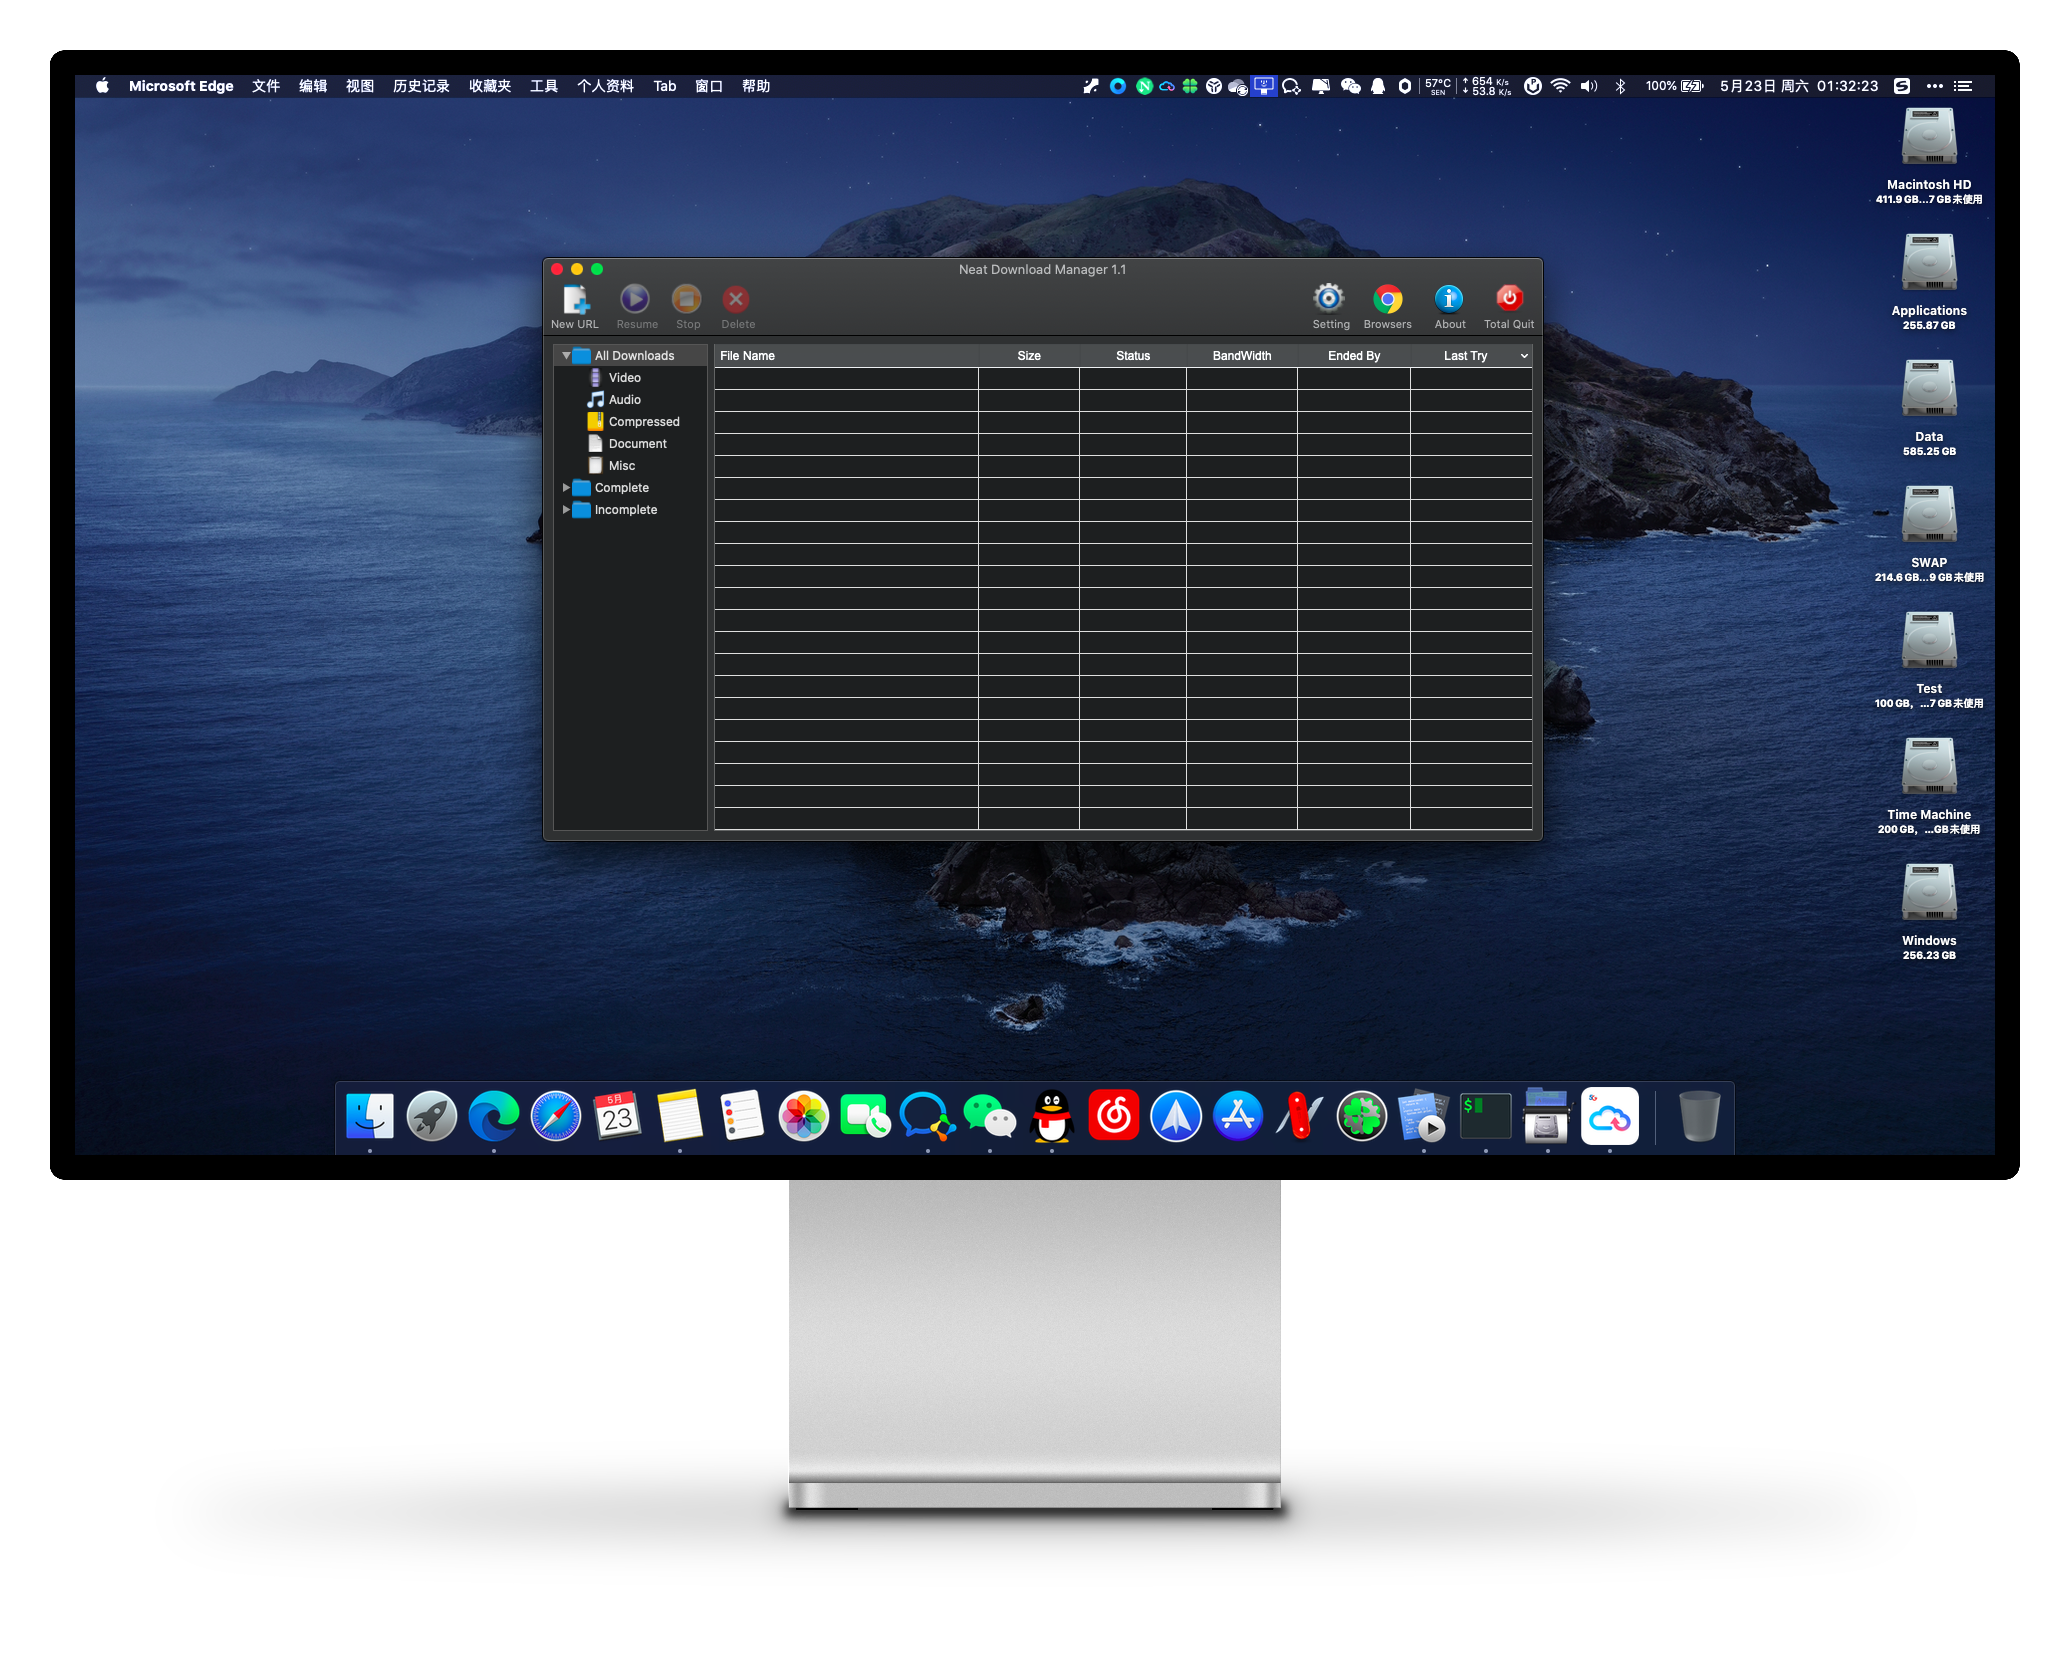 Microsoft Edge 文件 编辑 视图 历史记录 收藏夹 工具 个人资料 Tab 窗口 帮助
57°C SEN 654 K/s 53.8 K/s 100% 5月23日 周六 01:32:23
Neat Download Manager 1.1
New URL Resume Stop Delete Setting Browsers About Total Quit
All Downloads
Video
Audio
Compressed
Document
Misc
Complete
Incomplete
File Name Size Status BandWidth Ended By Last Try
Macintosh HD
411.9 GB...7 GB未使用
Applications
255.87 GB
Data
585.25 GB
SWAP
214.6 GB...9 GB未使用
Test
100 GB, ...7 GB未使用
Time Machine
200 GB, ...GB未使用
Windows
256.23 GB
5月
23
$